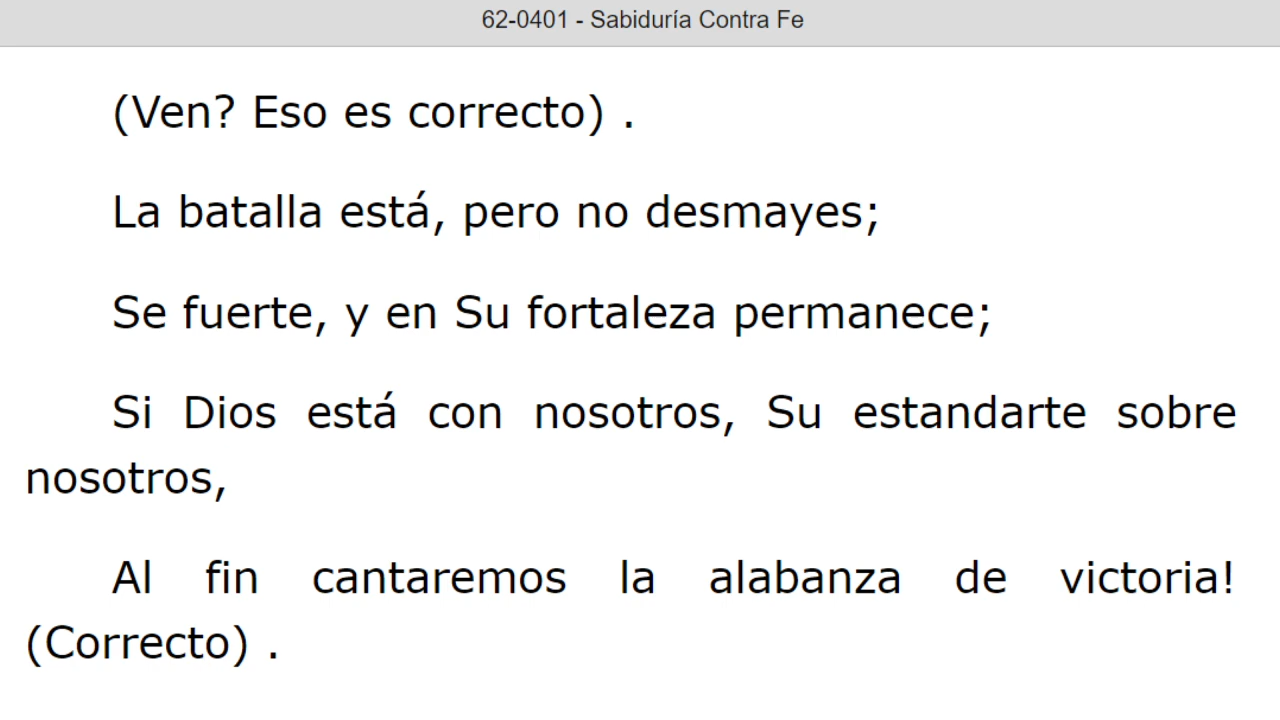 62-0401 - Sabiduría Contra Fe
(Ven? Eso es correcto) .
La batalla está, pero no desmayes;
Se fuerte, y en Su fortaleza permanece;
Si Dios está con nosotros, Su estandarte sobre
nosotros,
Al fin cantaremos la alabanza de victoria!
(Correcto) .